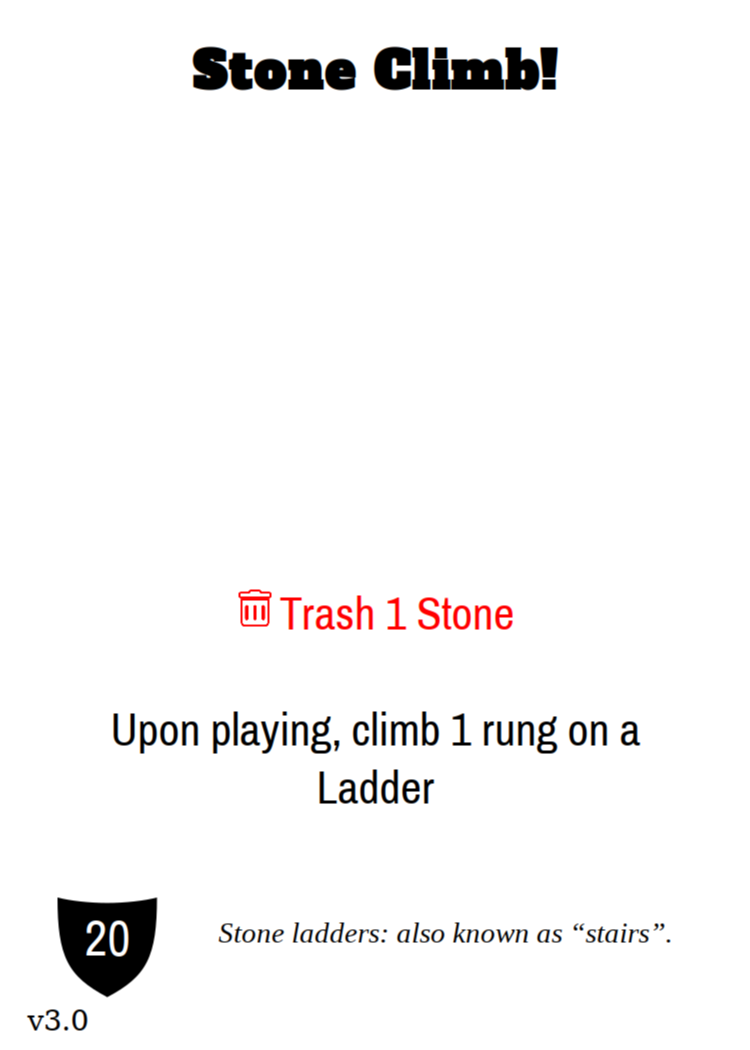 Stone Climb!
Trash 1 Stone
Upon playing, climb 1 rung on a
Ladder
20
Stone ladders: also known as “stairs”.
v3.0